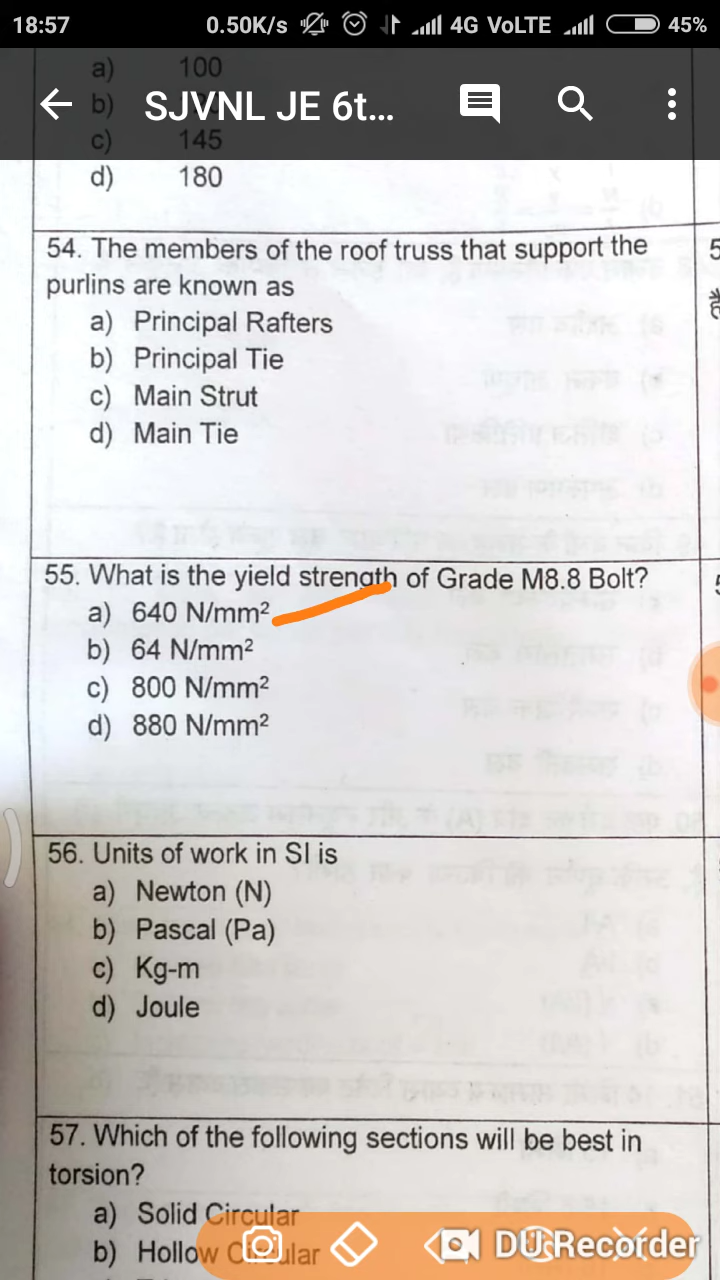 18:57 0.50K/s 4G VoLTE 45%
a) 100
b)
SJVNL JE 6t...
c) 145
d) 180
54. The members of the roof truss that support the
purlins are known as
a) Principal Rafters
b) Principal Tie
c) Main Strut
d) Main Tie
55. What is the yield strength of Grade M8.8 Bolt?
a) 640 N/mm²
b) 64 N/mm²
c) 800 N/mm²
d) 880 N/mm²
56. Units of work in SI is
a) Newton (N)
b) Pascal (Pa)
c) Kg-m
d) Joule
57. Which of the following sections will be best in
torsion?
a) Solid Circular
b) Hollow Circular
DU Recorder